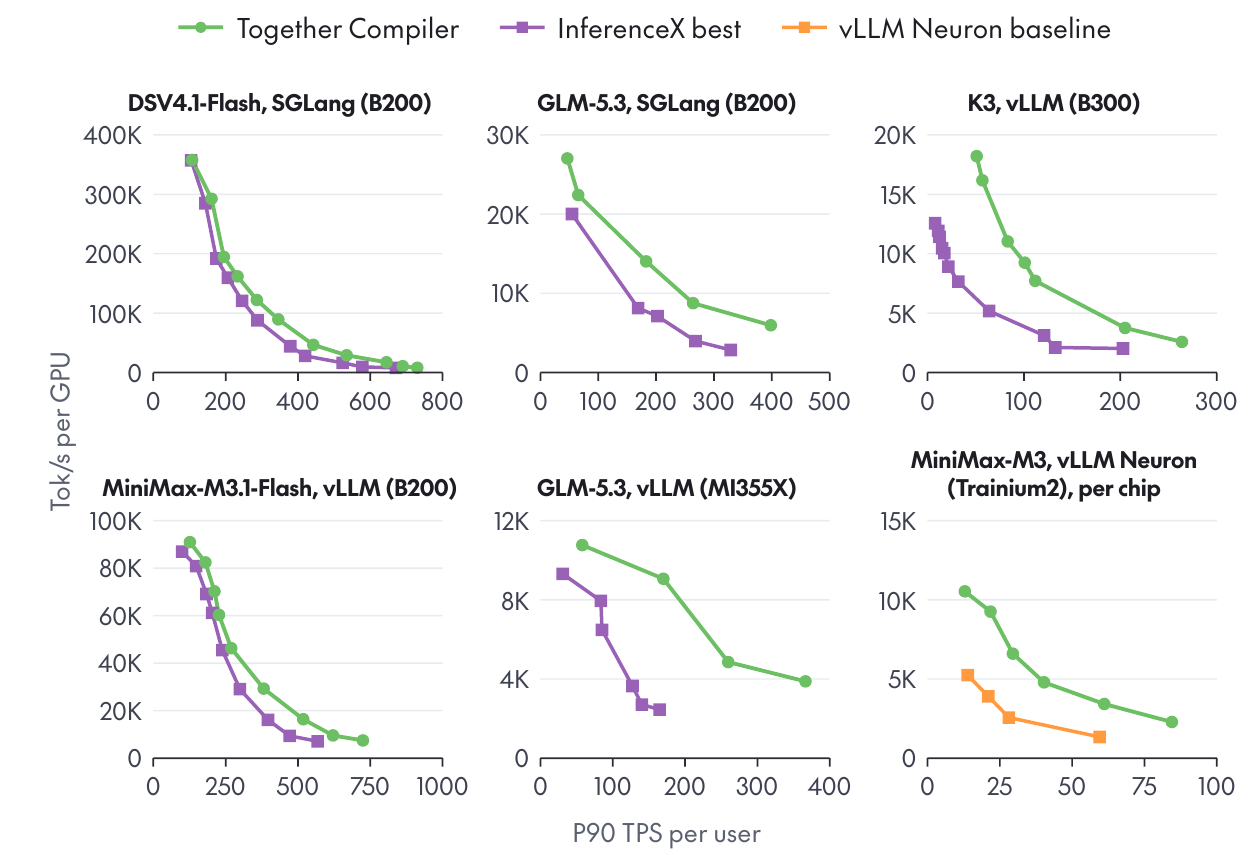 Together Compiler InferenceX best vLLM Neuron baseline
Tok/s per GPU
DSV4.1-Flash, SGLang (B200)
400K
300K
200K
100K
0
0 200 400 600 800
GLM-5.3, SGLang (B200)
30K
20K
10K
0
0 100 200 300 400 500
K3, vLLM (B300)
20K
15K
10K
5K
0
0 100 200 300
MiniMax-M3.1-Flash, vLLM (B200)
100K
80K
60K
40K
20K
0
0 250 500 750 1000
GLM-5.3, vLLM (MI355X)
12K
8K
4K
0
0 100 200 300 400
MiniMax-M3, vLLM Neuron
(Trainium2), per chip
15K
10K
5K
0
0 25 50 75 100
P90 TPS per user